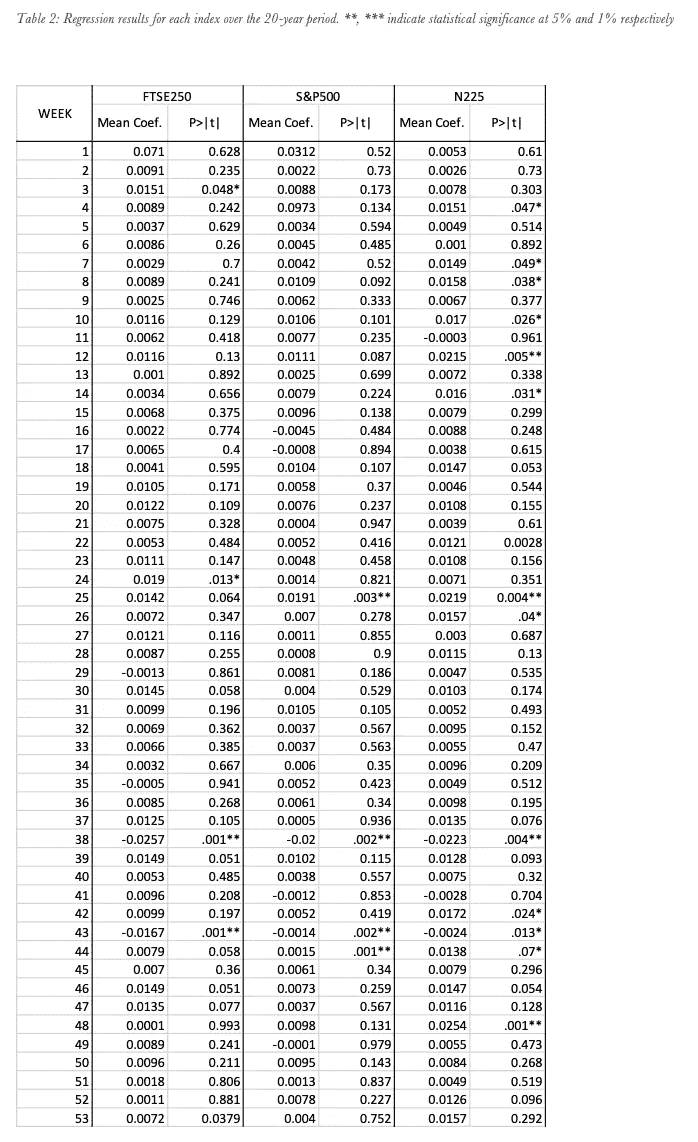 Table 2: Regression results for each index over the 20-year period. **, *** indicate statistical significance at 5% and 1% respectively
FTSE250 S&P500 N225
WEEK
Mean Coef. P>|t| Mean Coef. P>|t| Mean Coef. P>|t|
1 0.071 0.628 0.0312 0.52 0.0053 0.61
2 0.0091 0.235 0.0022 0.73 0.0026 0.73
3 0.0151 0.048* 0.0088 0.173 0.0078 0.303
4 0.0089 0.242 0.0973 0.134 0.0151 .047*
5 0.0037 0.629 0.0034 0.594 0.0049 0.514
6 0.0086 0.26 0.0045 0.485 0.001 0.892
7 0.0029 0.7 0.0042 0.52 0.0149 .049*
8 0.0089 0.241 0.0109 0.092 0.0158 .038*
9 0.0025 0.746 0.0062 0.333 0.0067 0.377
10 0.0116 0.129 0.0106 0.101 0.017 .026*
11 0.0062 0.418 0.0077 0.235 -0.0003 0.961
12 0.0116 0.13 0.0111 0.087 0.0215 .005**
13 0.001 0.892 0.0025 0.699 0.0072 0.338
14 0.0034 0.656 0.0079 0.224 0.016 .031*
15 0.0068 0.375 0.0096 0.138 0.0079 0.299
16 0.0022 0.774 -0.0045 0.484 0.0088 0.248
17 0.0065 0.4 -0.0008 0.894 0.0038 0.615
18 0.0041 0.595 0.0104 0.107 0.0147 0.053
19 0.0105 0.171 0.0058 0.37 0.0046 0.544
20 0.0122 0.109 0.0076 0.237 0.0108 0.155
21 0.0075 0.328 0.0004 0.947 0.0039 0.61
22 0.0053 0.484 0.0052 0.416 0.0121 0.0028
23 0.0111 0.147 0.0048 0.458 0.0108 0.156
24 0.019 .013* 0.0014 0.821 0.0071 0.351
25 0.0142 0.064 0.0191 .003** 0.0219 0.004**
26 0.0072 0.347 0.007 0.278 0.0157 .04*
27 0.0121 0.116 0.0011 0.855 0.003 0.687
28 0.0087 0.255 0.0008 0.9 0.0115 0.13
29 -0.0013 0.861 0.0081 0.186 0.0047 0.535
30 0.0145 0.058 0.004 0.529 0.0103 0.174
31 0.0099 0.196 0.0105 0.105 0.0052 0.493
32 0.0069 0.362 0.0037 0.567 0.0095 0.152
33 0.0066 0.385 0.0037 0.563 0.0055 0.47
34 0.0032 0.667 0.006 0.35 0.0096 0.209
35 -0.0005 0.941 0.0052 0.423 0.0049 0.512
36 0.0085 0.268 0.0061 0.34 0.0098 0.195
37 0.0125 0.105 0.0005 0.936 0.0135 0.076
38 -0.0257 .001** -0.02 .002** -0.0223 .004**
39 0.0149 0.051 0.0102 0.115 0.0128 0.093
40 0.0053 0.485 0.0038 0.557 0.0075 0.32
41 0.0096 0.208 -0.0012 0.853 -0.0028 0.704
42 0.0099 0.197 0.0052 0.419 0.0172 .024*
43 -0.0167 .001** -0.0014 .002** -0.0024 .013*
44 0.0079 0.058 0.0015 .001** 0.0138 .07*
45 0.007 0.36 0.0061 0.34 0.0079 0.296
46 0.0149 0.051 0.0073 0.259 0.0147 0.054
47 0.0135 0.077 0.0037 0.567 0.0116 0.128
48 0.0001 0.993 0.0098 0.131 0.0254 .001**
49 0.0089 0.241 -0.0001 0.979 0.0055 0.473
50 0.0096 0.211 0.0095 0.143 0.0084 0.268
51 0.0018 0.806 0.0013 0.837 0.0049 0.519
52 0.0011 0.881 0.0078 0.227 0.0126 0.096
53 0.0072 0.0379 0.004 0.752 0.0157 0.292